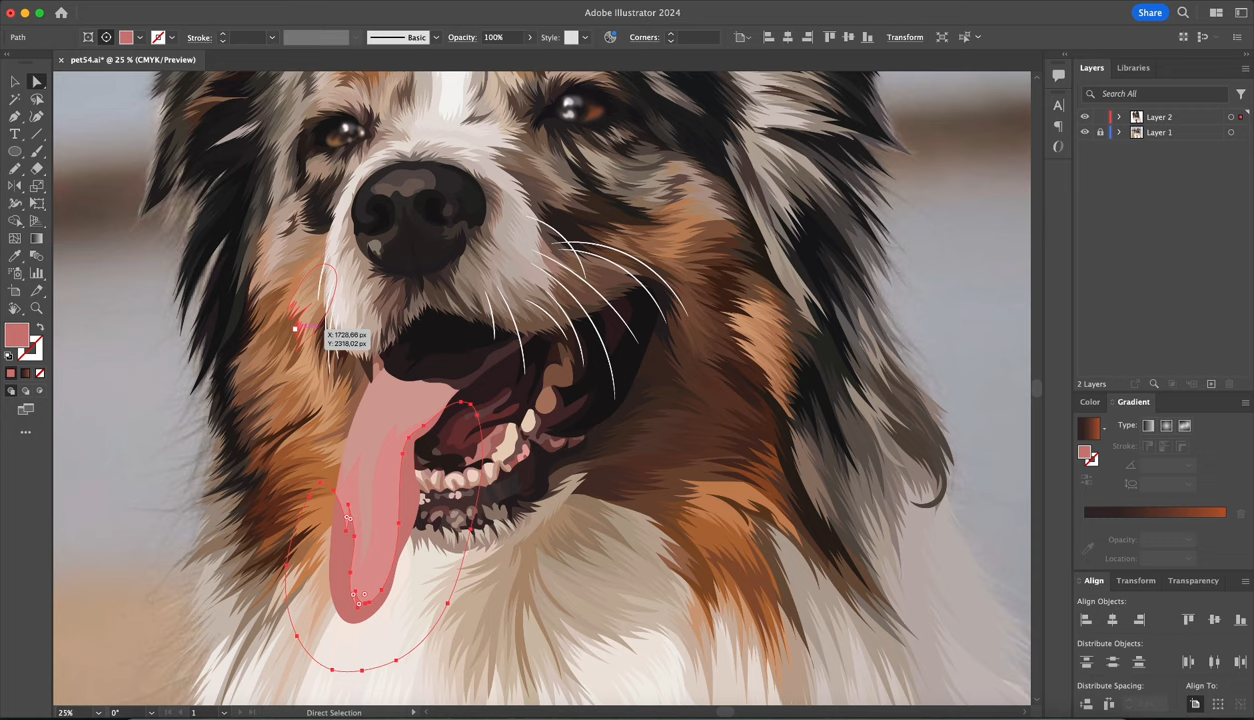 Adobe Illustrator 2024
Share
Path
Stroke:
Basic
Opacity: 100%
Style:
Corners:
Transform
pet54.ai* @ 25 % (CMYK/Preview)
Layers
Libraries
Search All
Layer 2
Layer 1
X: 1728,66 px
Y: 2318,02 px
2 Layers
Color
Gradient
Type:
Stroke:
Opacity:
Location:
Align
Transform
Transparency
Align Objects:
Distribute Objects:
Distribute Spacing:
Align To:
25%
0°
1
Direct Selection